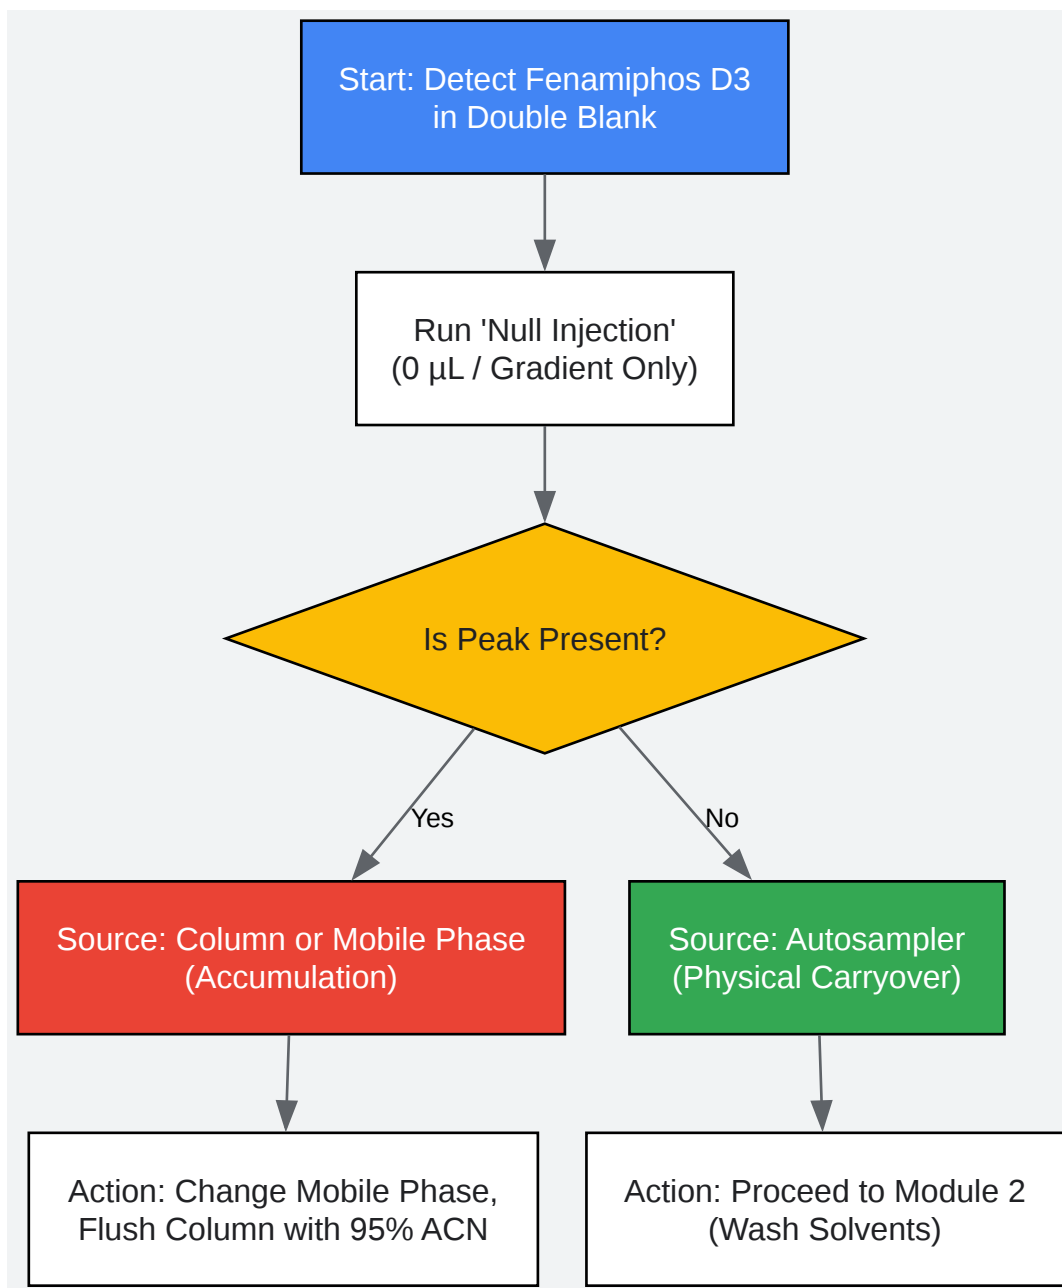 Start: Detect Fenamiphos D3
in Double Blank
Run 'Null Injection'
(0 µL / Gradient Only)
Is Peak Present?
Yes
No
Source: Column or Mobile Phase
(Accumulation)
Source: Autosampler
(Physical Carryover)
Action: Change Mobile Phase,
Flush Column with 95% ACN
Action: Proceed to Module 2
(Wash Solvents)